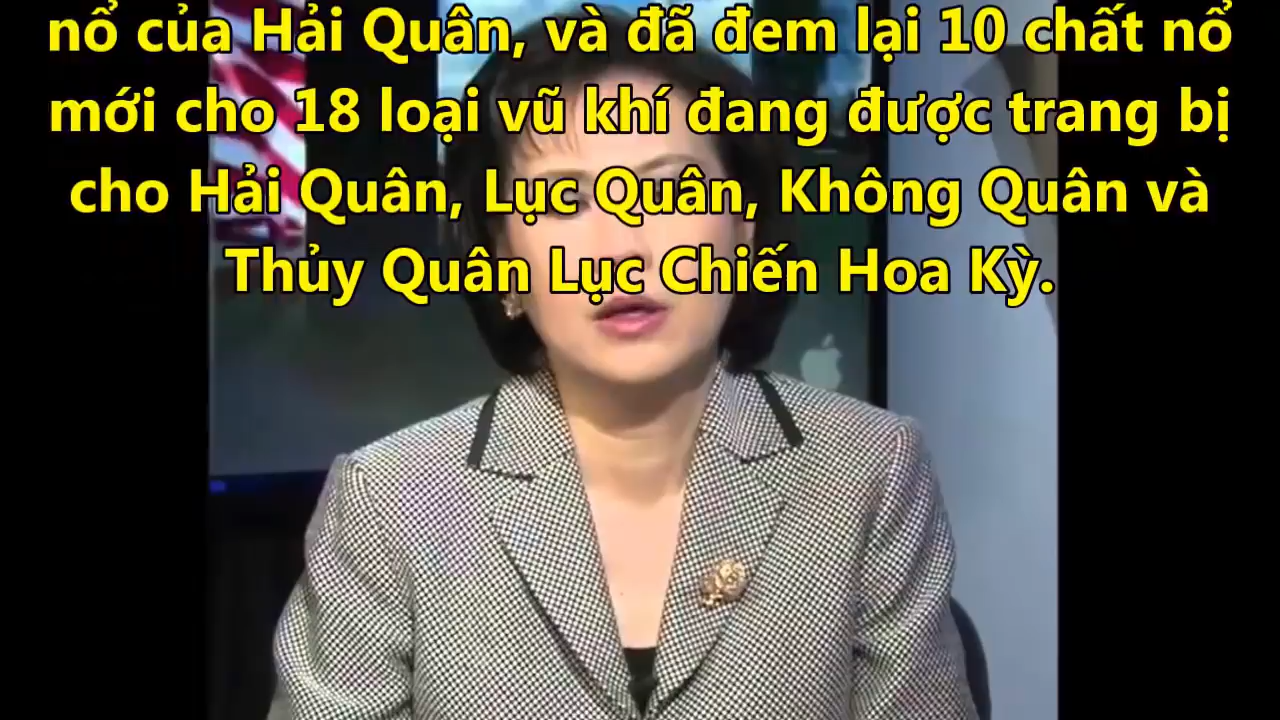 nổ của Hải Quân, và đã đem lại 10 chất nổ
mới cho 18 loại vũ khí đang được trang bị
cho Hải Quân, Lục Quân, Không Quân và
Thủy Quân Lục Chiến Hoa Kỳ.